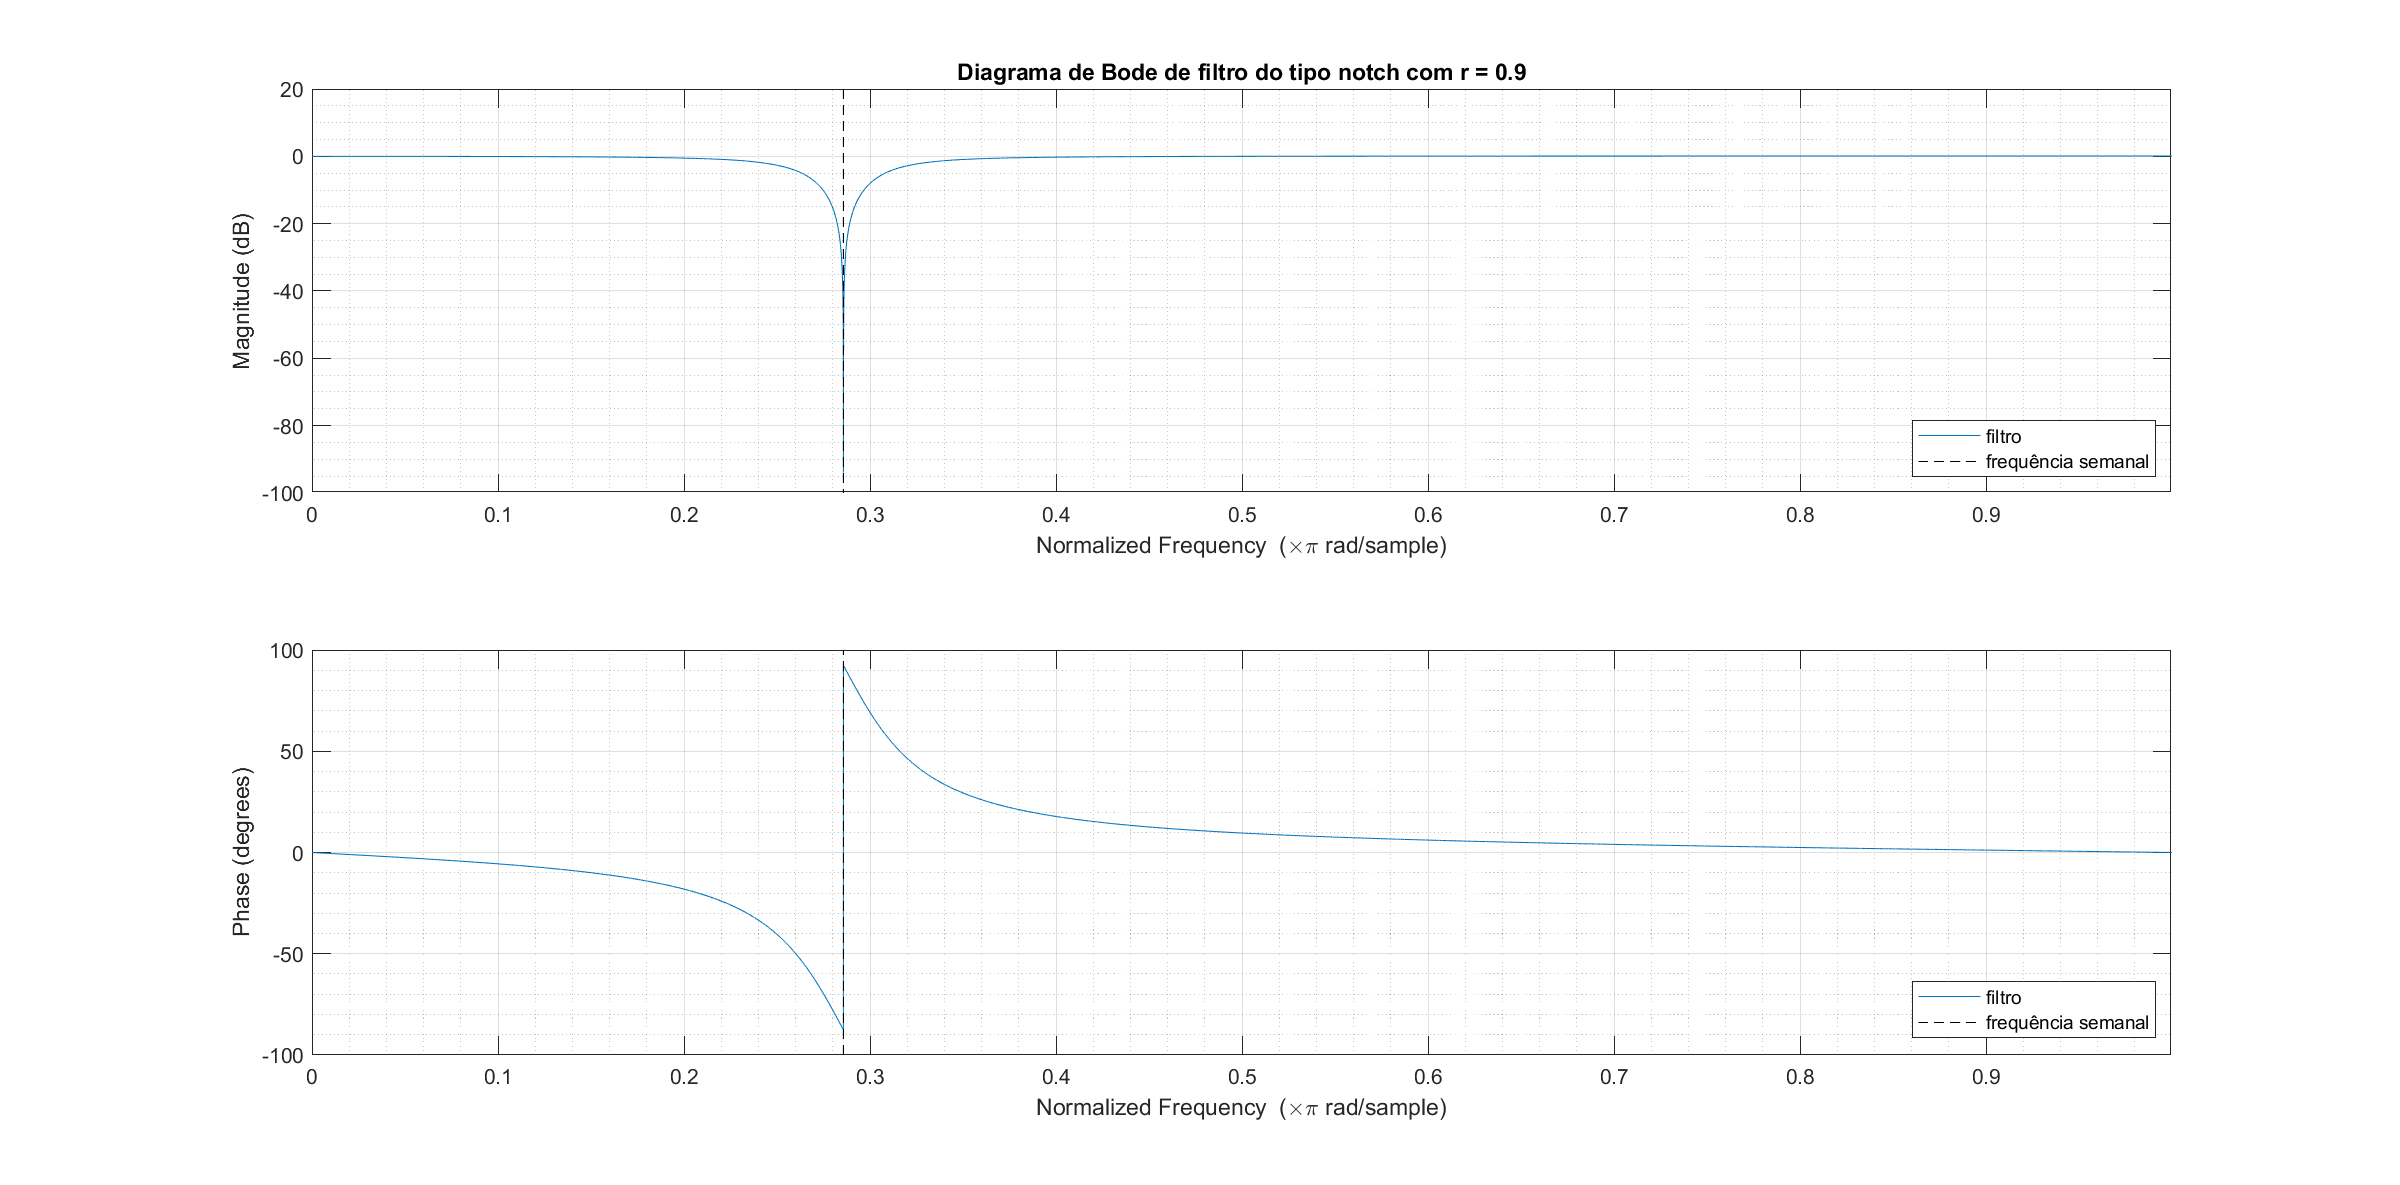 Diagrama de Bode de filtro do tipo notch com r = 0.9
20
0
-20
-40
-60
-80
-100
Magnitude (dB)
filtro
frequência semanal
0 0.1 0.2 0.3 0.4 0.5 0.6 0.7 0.8 0.9
Normalized Frequency (×π rad/sample)
100
50
0
-50
-100
Phase (degrees)
filtro
frequência semanal
0 0.1 0.2 0.3 0.4 0.5 0.6 0.7 0.8 0.9
Normalized Frequency (×π rad/sample)